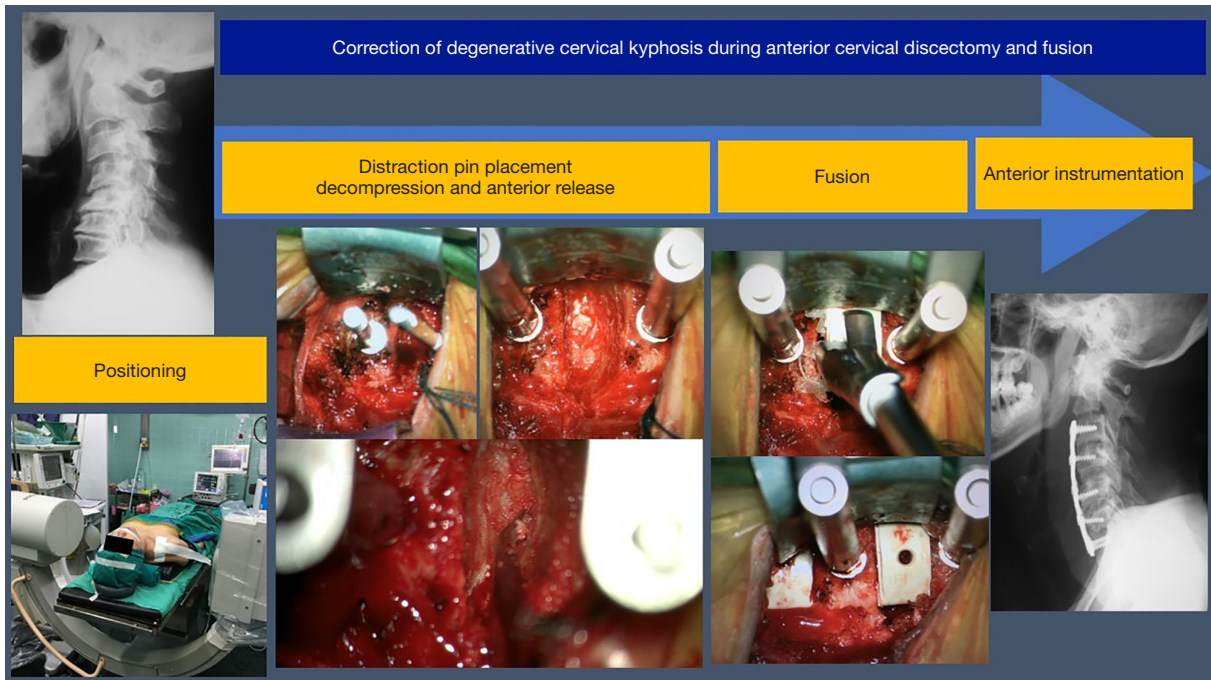 Correction of degenerative cervical kyphosis during anterior cervical discectomy and fusion
Distraction pin placement
decompression and anterior release
Fusion
Anterior instrumentation
Positioning